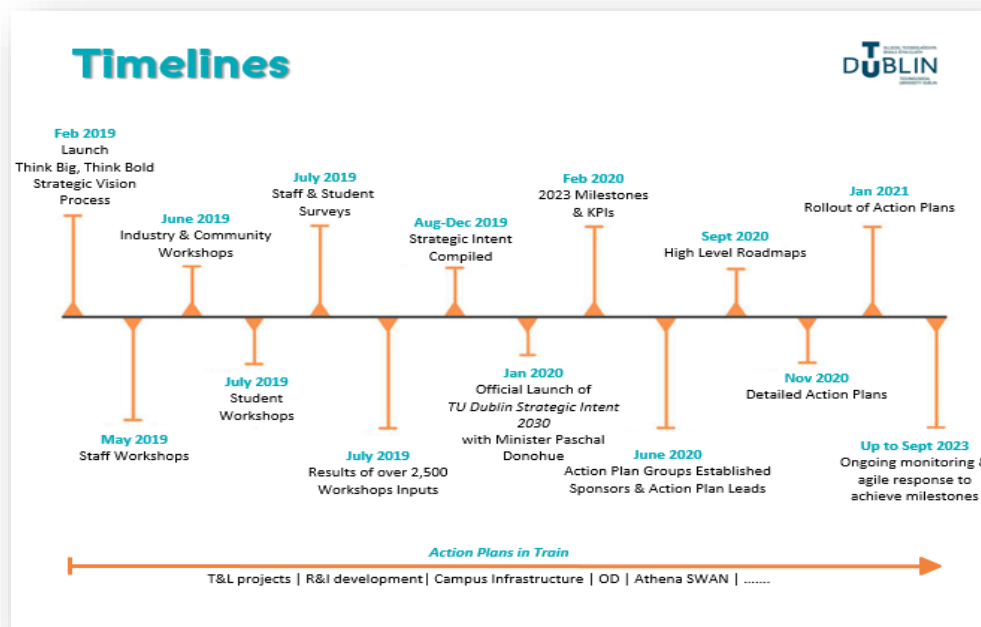 Timelines
TU DUBLIN
TECHNOLOGICAL
UNIVERSITY DUBLIN
Feb 2019
Launch
Think Big, Think Bold
Strategic Vision
Process
May 2019
Staff Workshops
June 2019
Industry & Community
Workshops
July 2019
Student
Workshops
July 2019
Staff & Student
Surveys
July 2019
Results of over 2,500
Workshops Inputs
Aug-Dec 2019
Strategic Intent
Compiled
Jan 2020
Official Launch of
TU Dublin Strategic Intent
2030
with Minister Paschal
Donohue
Feb 2020
2023 Milestones
& KPIs
June 2020
Action Plan Groups Established
Sponsors & Action Plan Leads
Sept 2020
High Level Roadmaps
Nov 2020
Detailed Action Plans
Jan 2021
Rollout of Action Plans
Up to Sept 2023
Ongoing monitoring &
agile response to
achieve milestones
Action Plans in Train
T&L projects | R&I development| Campus Infrastructure | OD | Athena SWAN | .......